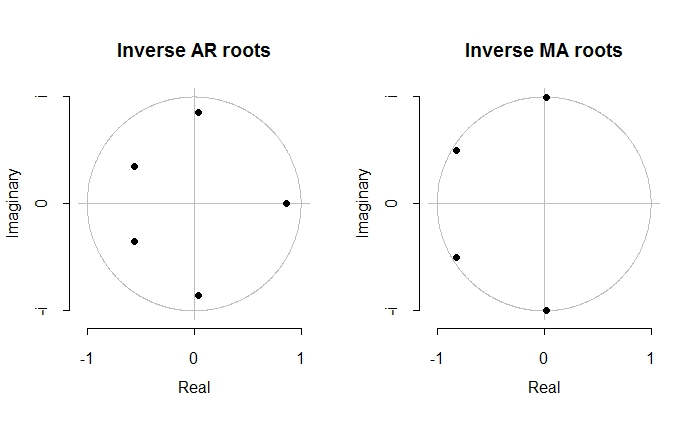 Inverse AR roots
Imaginary
i
0
-i
-1
0
1
Real
Inverse MA roots
Imaginary
i
0
-i
-1
0
1
Real